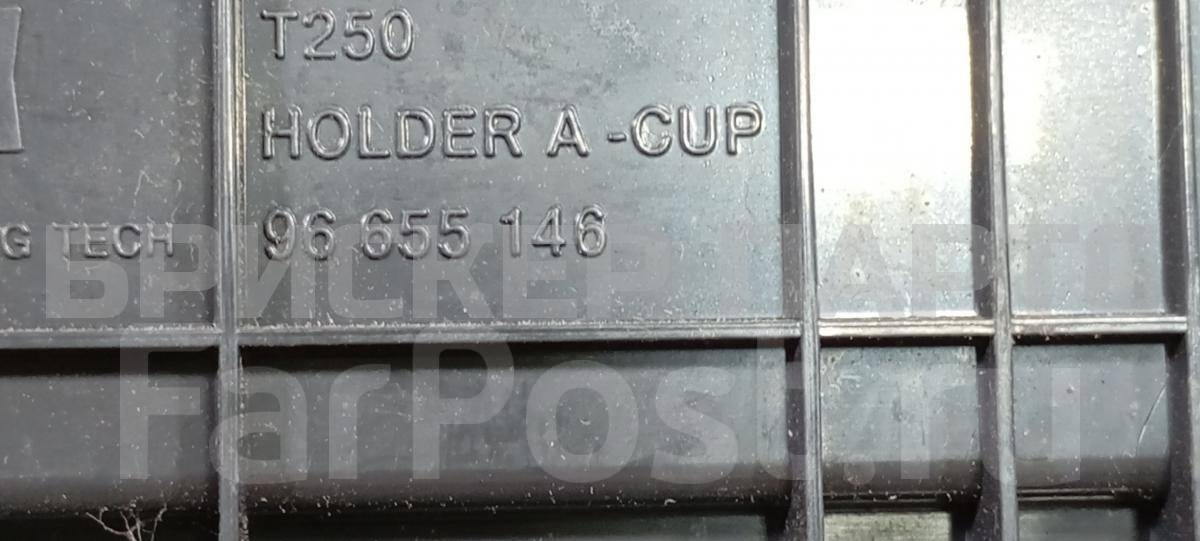 T250
HOLDER A -CUP
96 655 146
G TECH
БРИСКЕР ПАРТ
FarPost.ru